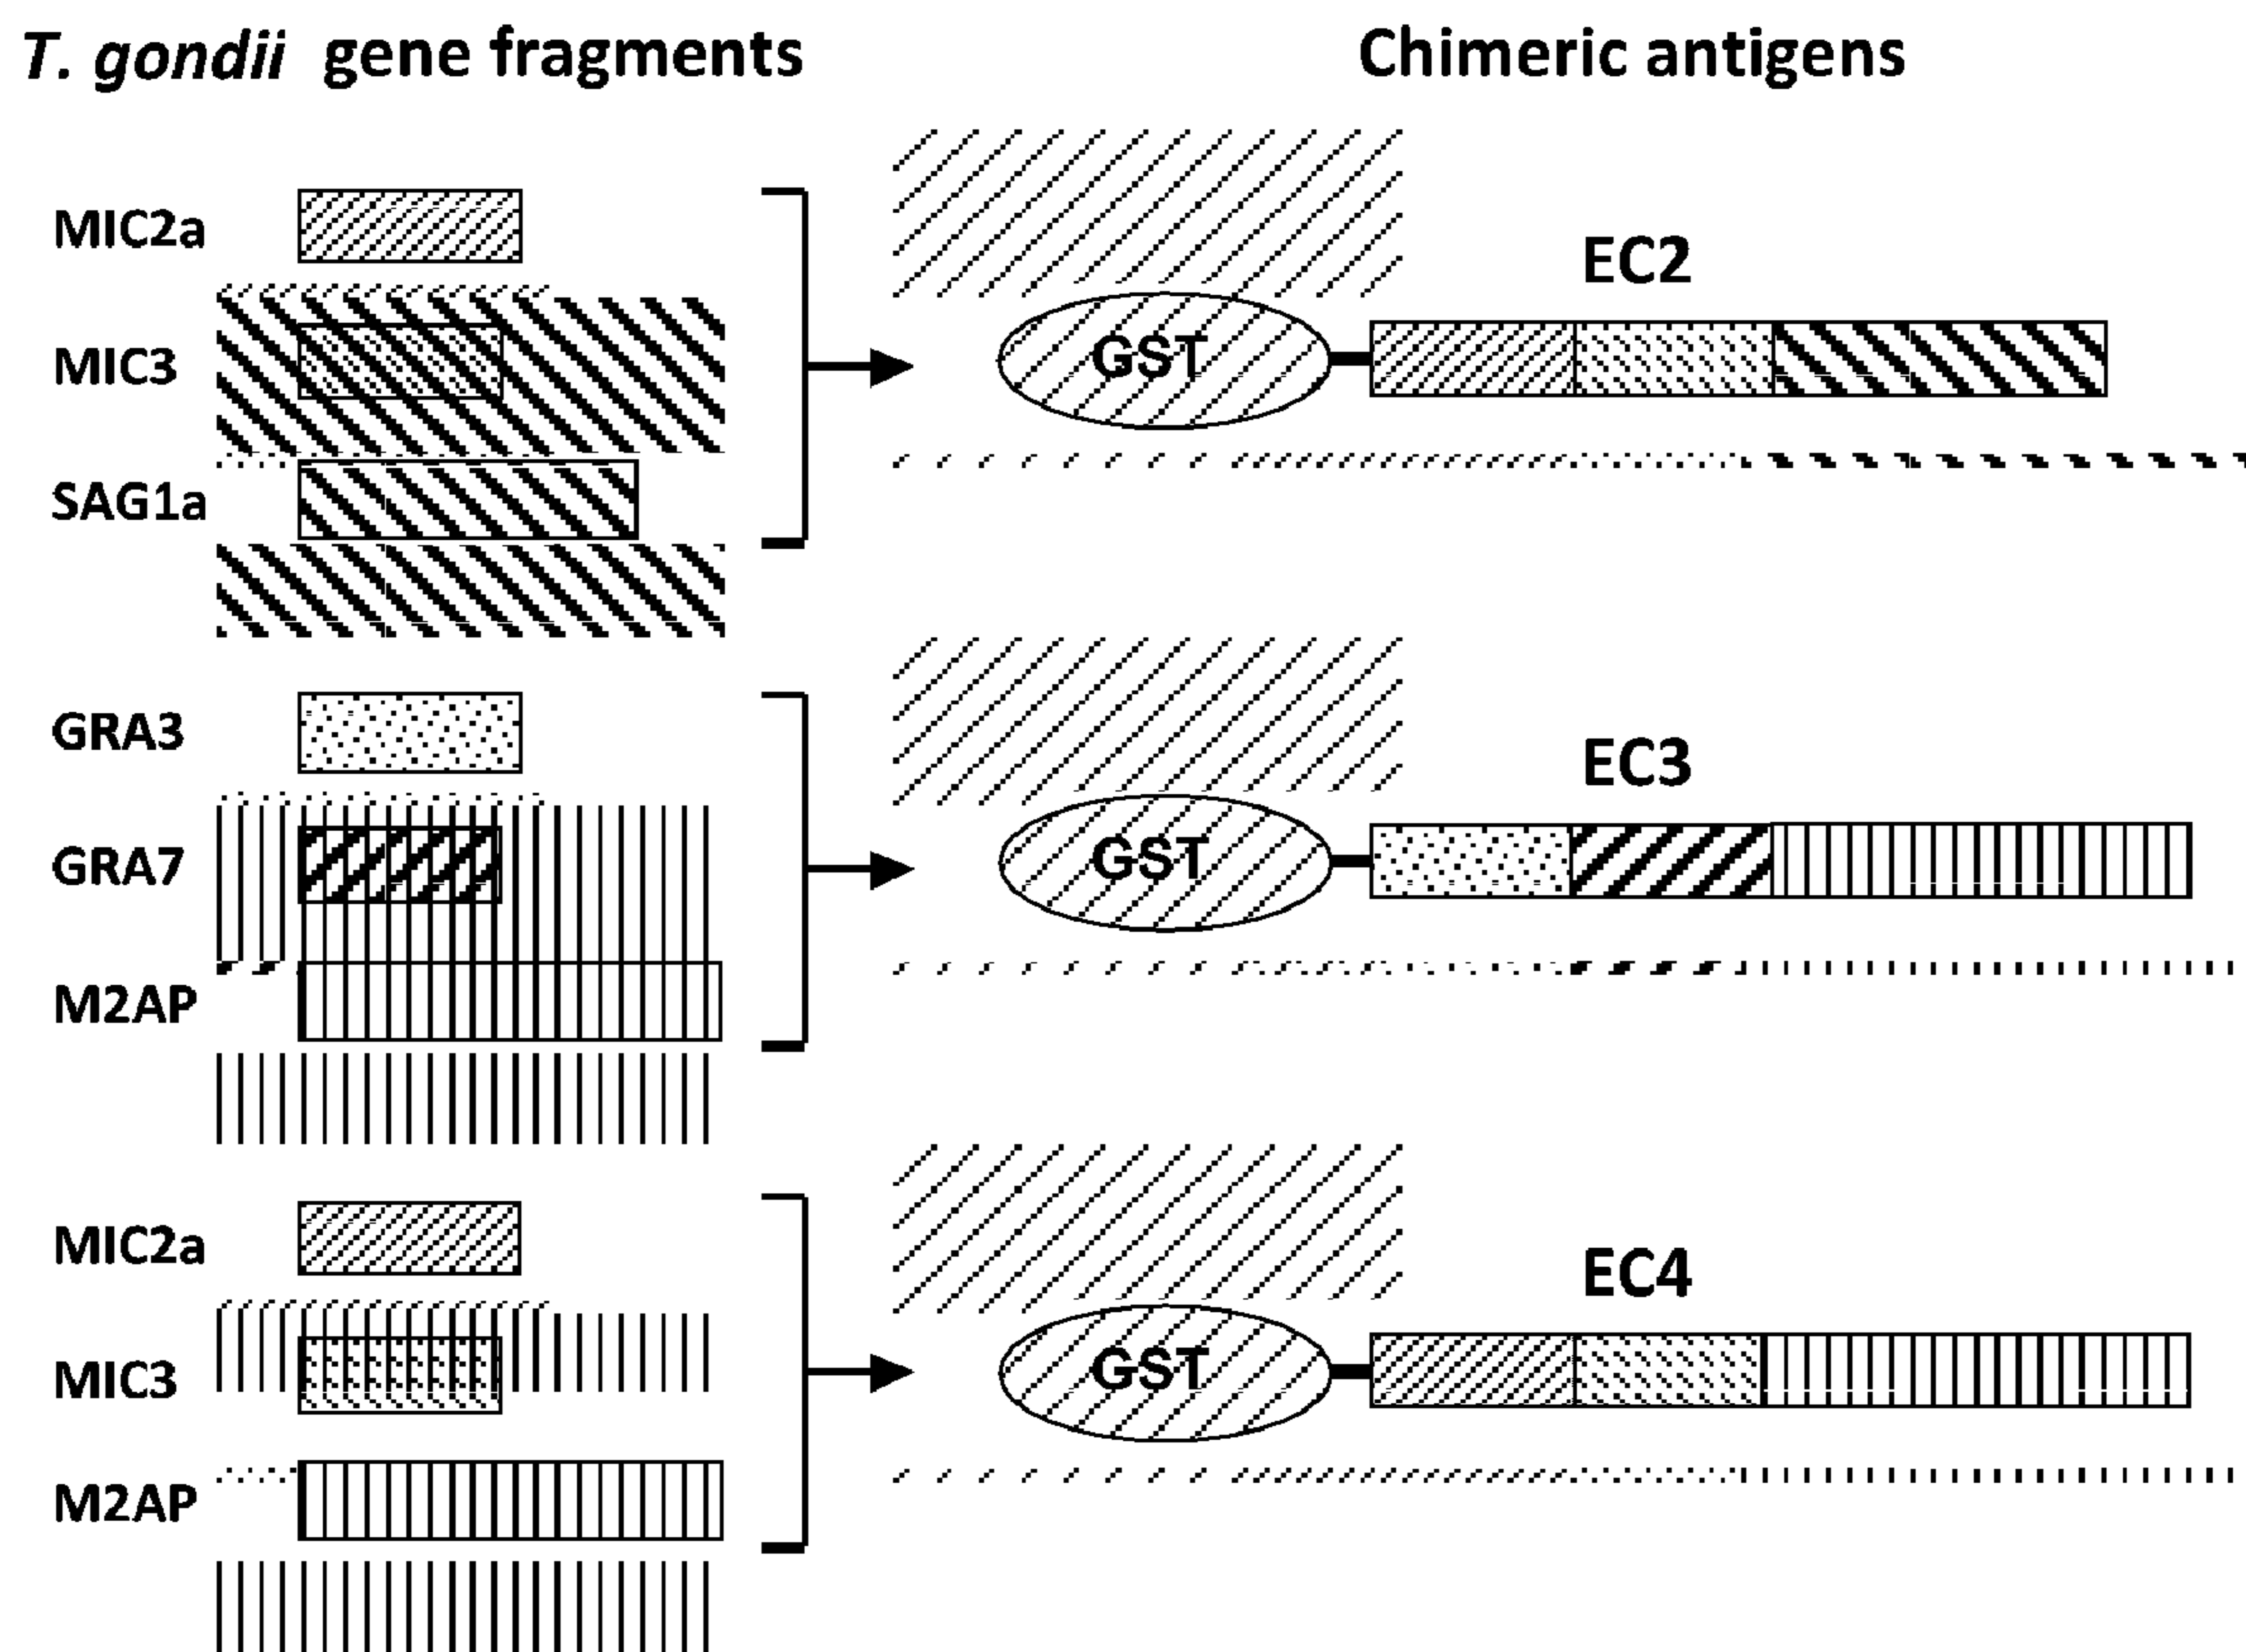 T. gondii gene fragments
Chimeric antigens
MIC2a
MIC3
SAG1a
GST
EC2
GRA3
GRA7
M2AP
GST
EC3
MIC2a
MIC3
M2AP
GST
EC4